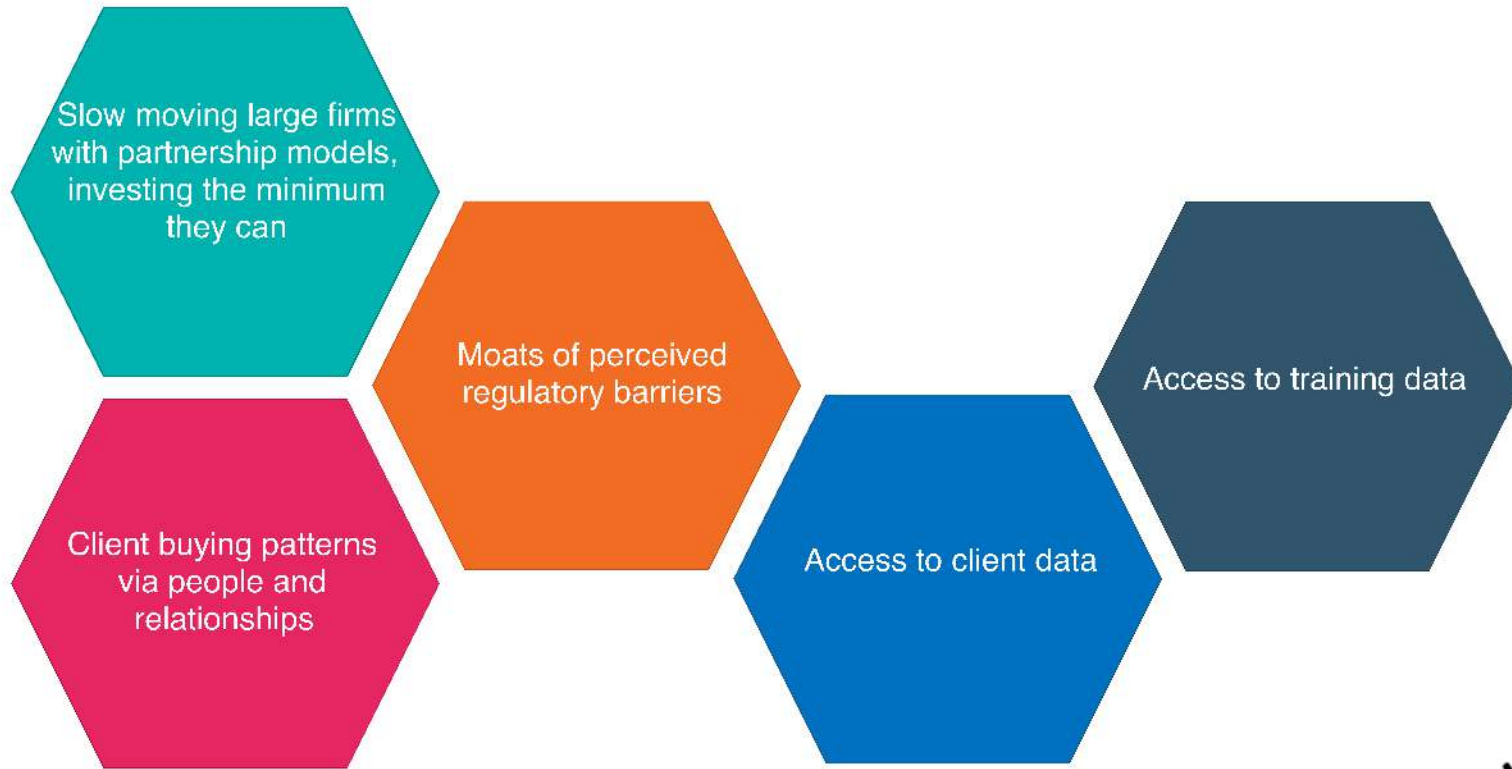 Slow moving large firms
with partnership models,
investing the minimum
they can
Client buying patterns
via people and
relationships
Moats of perceived
regulatory barriers
Access to client data
Access to training data